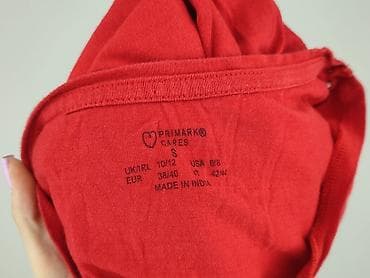 PRIMARK®
CARES
S
UK/IRL 10/12 USA 6/8
EUR 38/40 IT 42/44
MADE IN INDIA